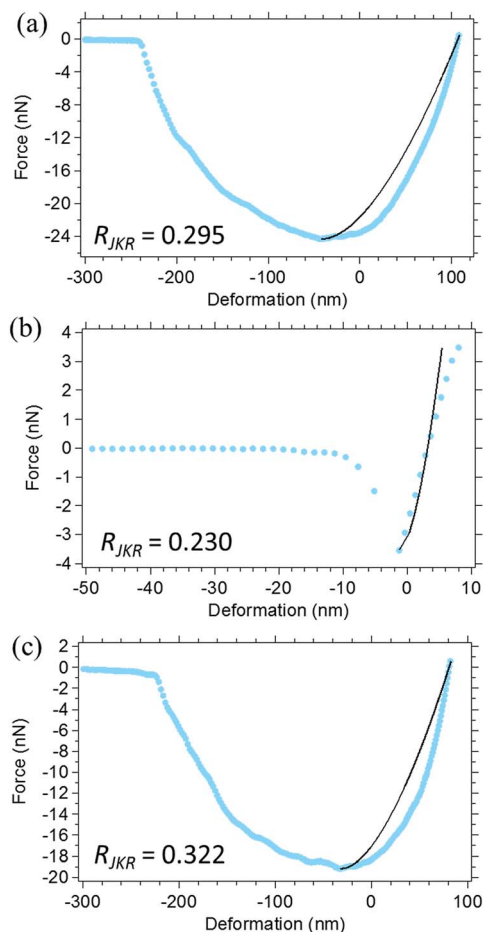 (a)
0
-4
-8
-12
-16
-20
-24
Force (nN)
R_JKR = 0.295
-300 -200 -100 0 100
Deformation (nm)
(b)
4
3
2
1
0
-1
-2
-3
-4
Force (nN)
R_JKR = 0.230
-50 -40 -30 -20 -10 0 10
Deformation (nm)
(c)
2
0
-2
-4
-6
-8
-10
-12
-14
-16
-18
-20
Force (nN)
R_JKR = 0.322
-300 -200 -100 0 100
Deformation (nm)